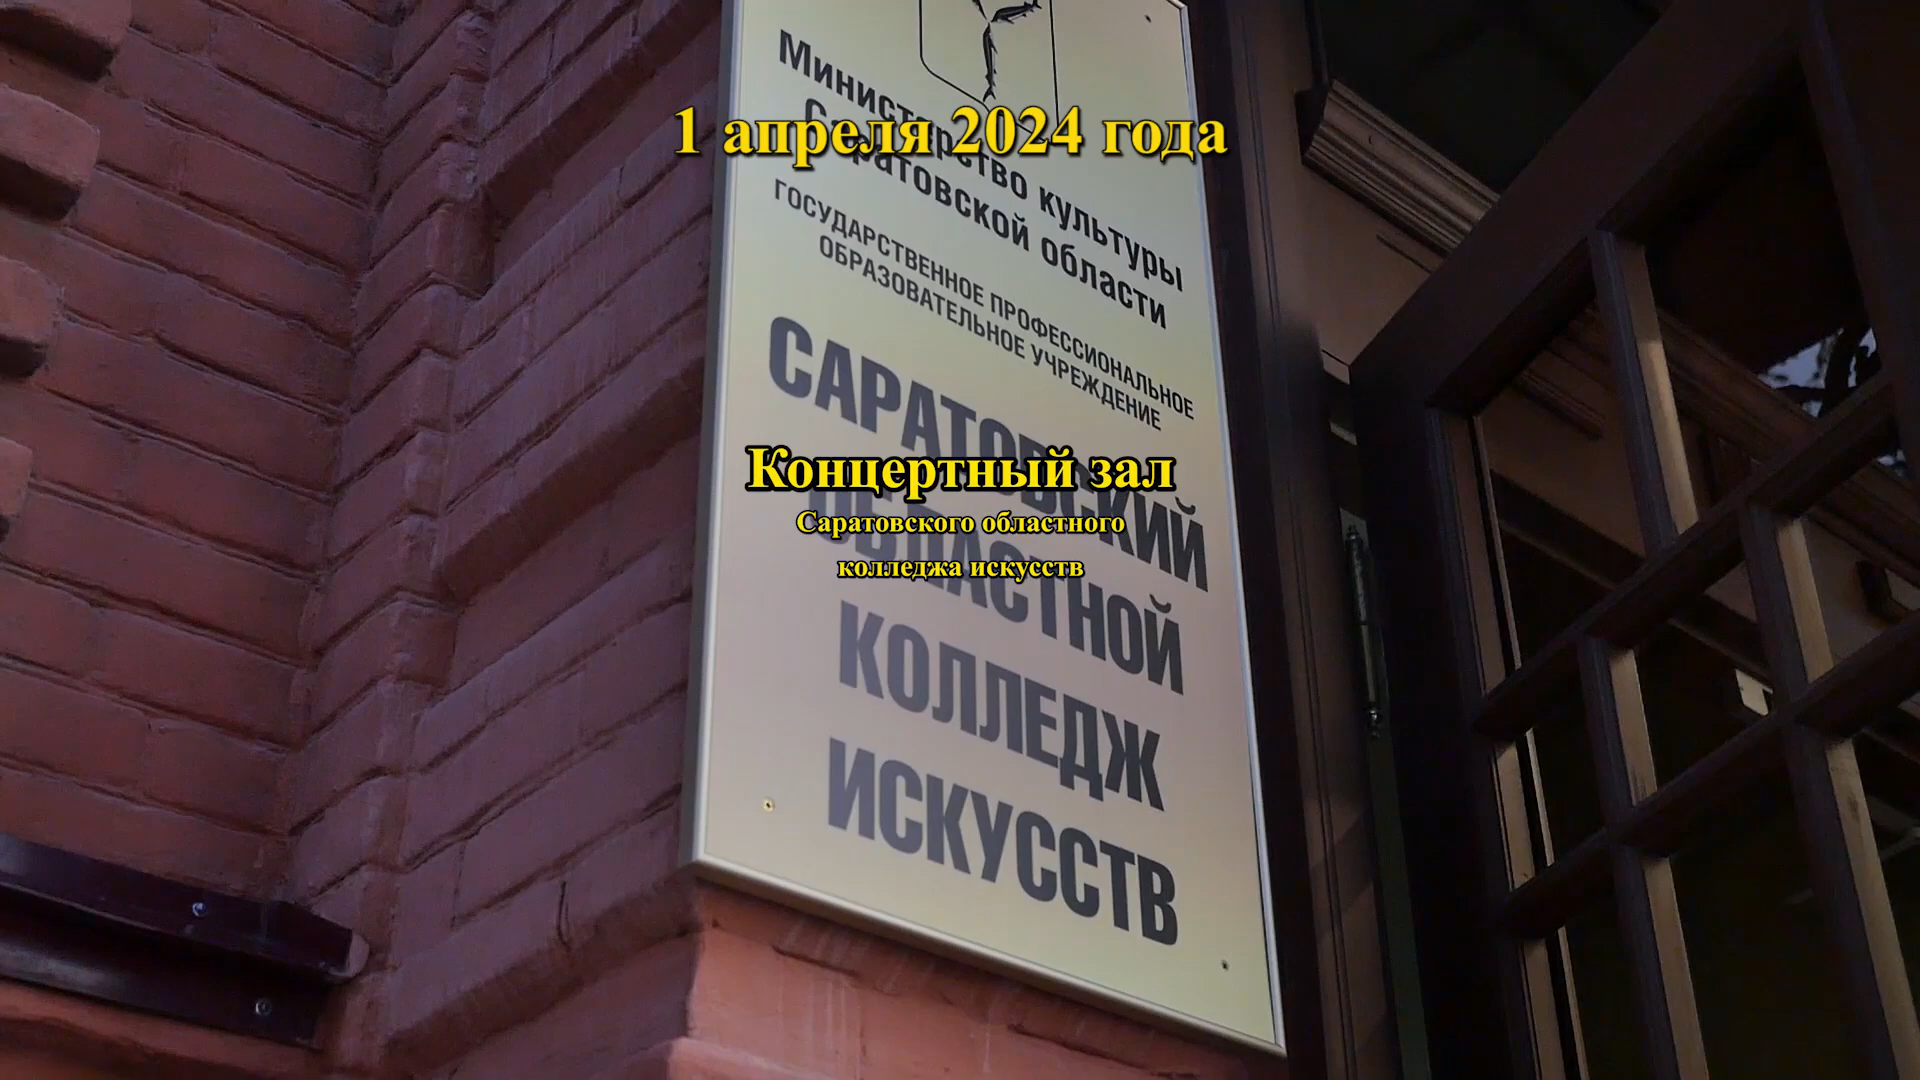 Министерство культуры
1 апреля 2024 года
Саратовской области
ГОСУДАРСТВЕННОЕ ПРОФЕССИОНАЛЬНОЕ
ОБРАЗОВАТЕЛЬНОЕ УЧРЕЖДЕНИЕ
САРАТОВСКИЙ
Концертный зал
Саратовского областного
ОБЛАСТНОЙ
колледжа искусств
КОЛЛЕДЖ
ИСКУССТВ